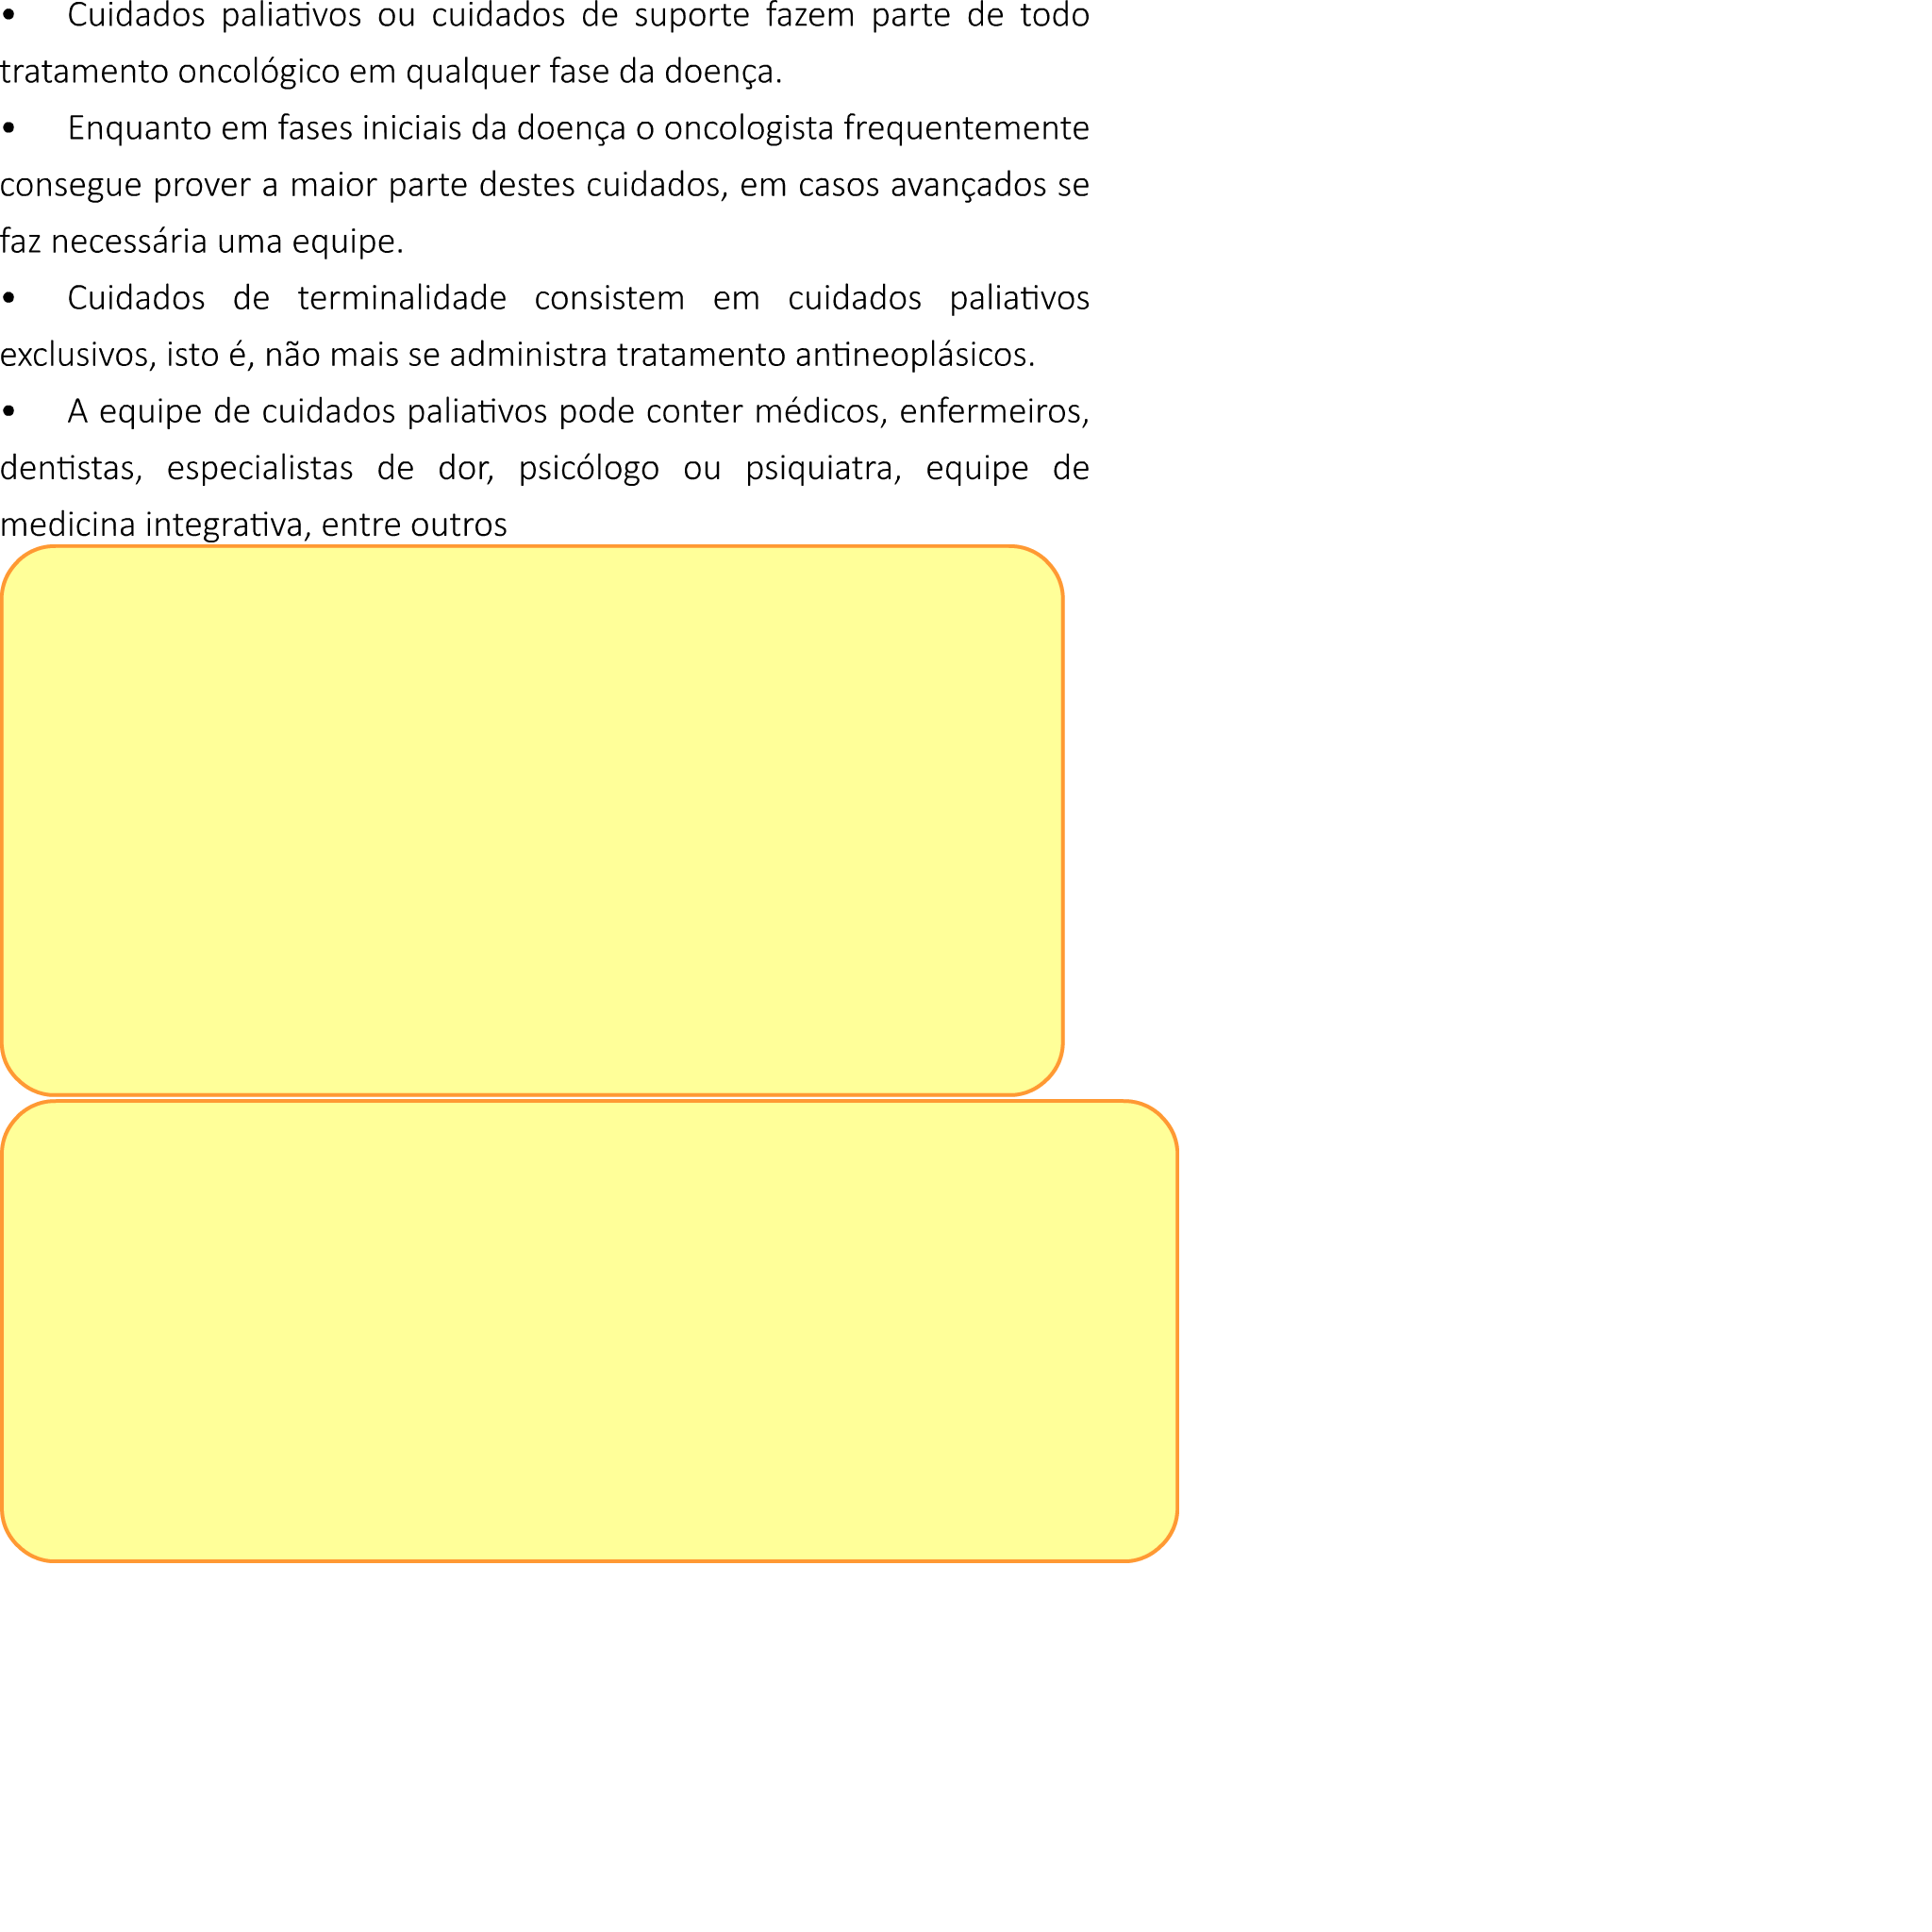 • Cuidados paliativos ou cuidados de suporte fazem parte de todo
tratamento oncológico em qualquer fase da doença.
• Enquanto em fases iniciais da doença o oncologista frequentemente
consegue prover a maior parte destes cuidados, em casos avançados se
faz necessária uma equipe.
• Cuidados de terminalidade consistem em cuidados paliativos
exclusivos, isto é, não mais se administra tratamento antineoplásicos.
• A equipe de cuidados paliativos pode conter médicos, enfermeiros,
dentistas, especialistas de dor, psicólogo ou psiquiatra, equipe de
medicina integrativa, entre outros